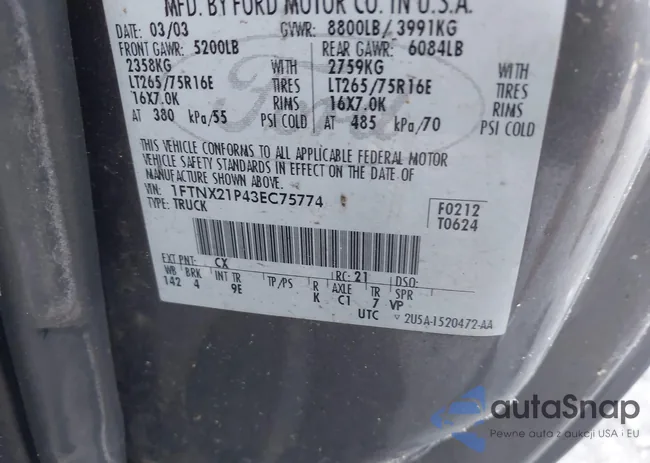 MFD. BY FORD MOTOR CO. IN U.S.A.
DATE: 03/03 GVWR: 8800LB/ 3991KG
FRONT GAWR: 5200LB REAR GAWR: 6084LB
2358KG WITH 2759KG WITH
LT265/75R16E TIRES LT265/75R16E TIRES
16X7.0K RIMS 16X7.0K RIMS
AT 380 kPa/55 PSI COLD AT 485 kPa/70 PSI COLD
Ford
THIS VEHICLE CONFORMS TO ALL APPLICABLE FEDERAL MOTOR
VEHICLE SAFETY STANDARDS IN EFFECT ON THE DATE OF
MANUFACTURE SHOWN ABOVE.
VIN: 1FTNX21P43EC75774
TYPE: TRUCK
F0212
T0624
EXT PNT: CX RC: 21 DSO:
WB BRK INT TR TP/PS R AXLE TR SPR
142 4 9E K C1 7 VP
UTC 2U5A-1520472-AA
autoSnap
Pewne auta z aukcji USA i EU